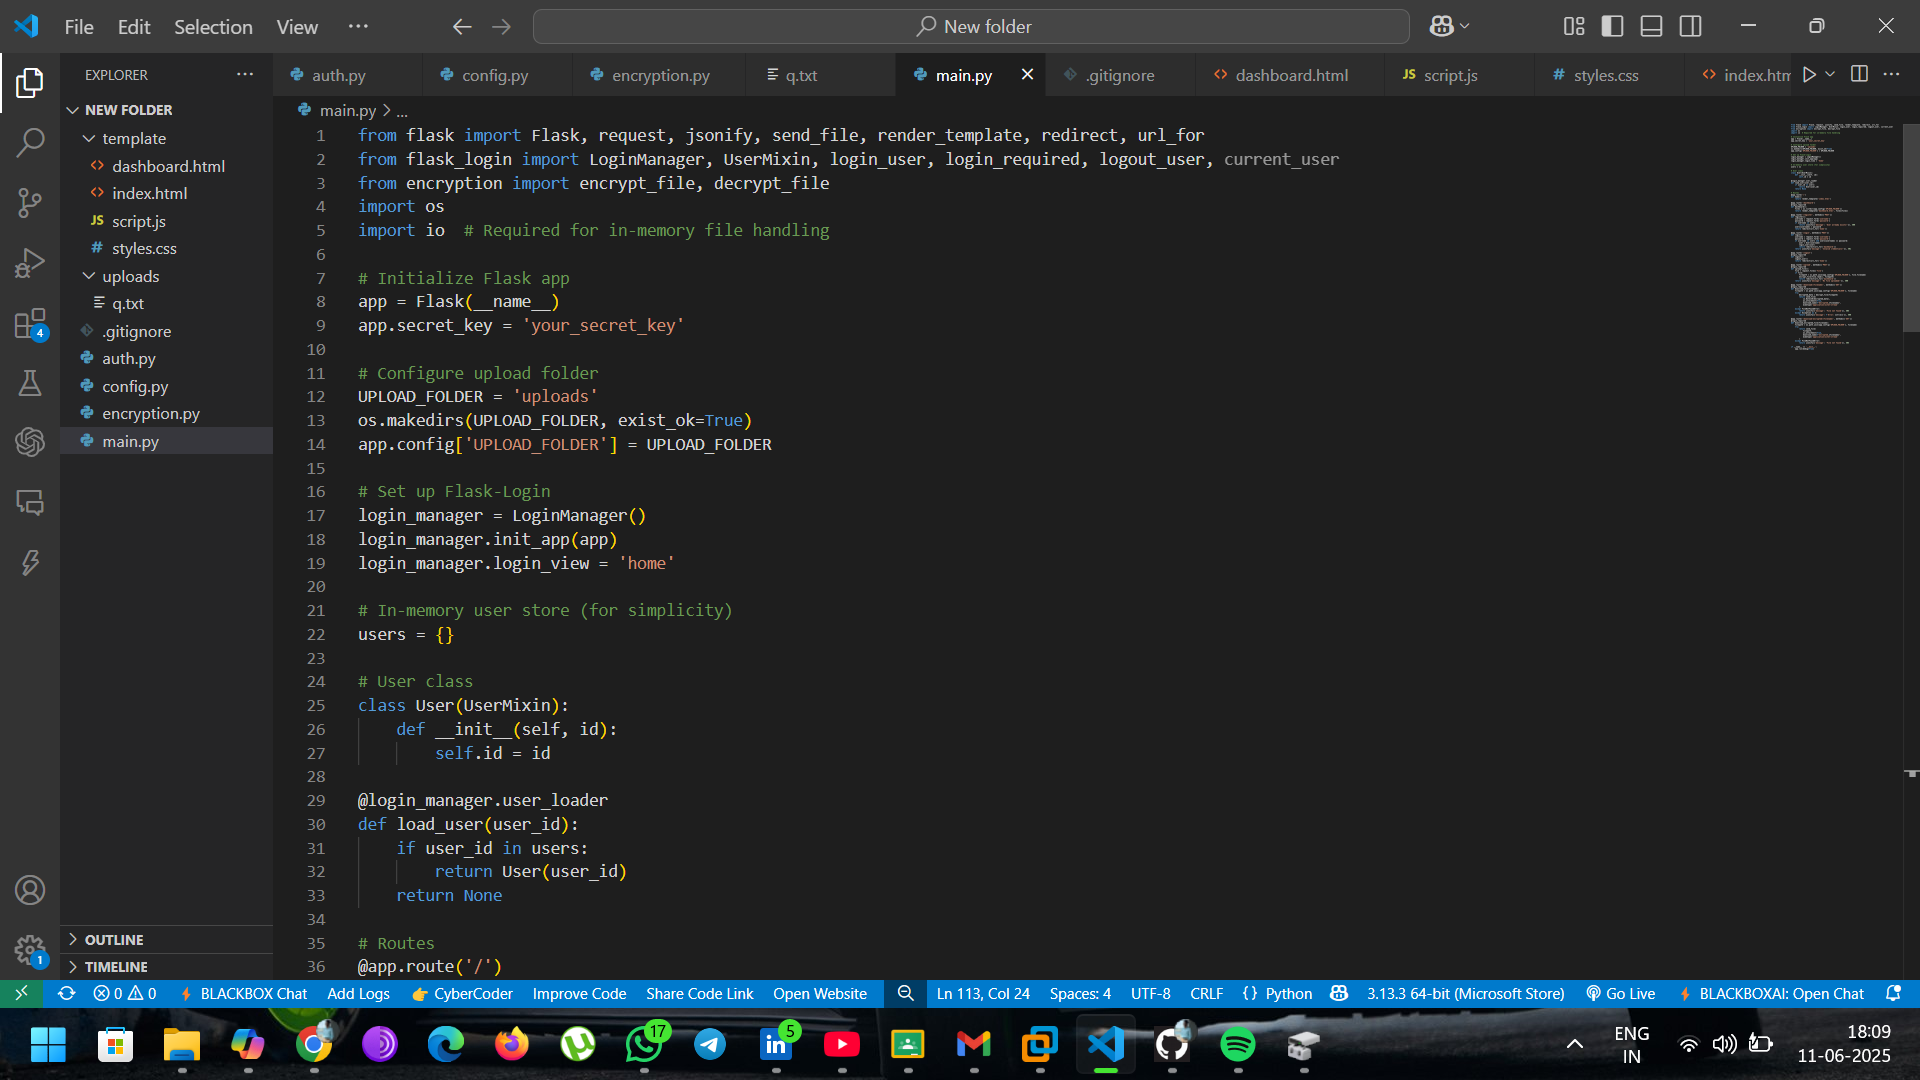 File Edit Selection View ··· New folder
EXPLORER ···
NEW FOLDER
template
dashboard.html
index.html
JS script.js
# styles.css
uploads
q.txt
.gitignore
auth.py
config.py
encryption.py
main.py
OUTLINE
TIMELINE
4
1
auth.py config.py encryption.py q.txt main.py .gitignore dashboard.html JS script.js # styles.css index.htm
main.py > ...
1 from flask import Flask, request, jsonify, send_file, render_template, redirect, url_for
2 from flask_login import LoginManager, UserMixin, login_user, login_required, logout_user, current_user
3 from encryption import encrypt_file, decrypt_file
4 import os
5 import io  # Required for in-memory file handling
6
7 # Initialize Flask app
8 app = Flask(__name__)
9 app.secret_key = 'your_secret_key'
10
11 # Configure upload folder
12 UPLOAD_FOLDER = 'uploads'
13 os.makedirs(UPLOAD_FOLDER, exist_ok=True)
14 app.config['UPLOAD_FOLDER'] = UPLOAD_FOLDER
15
16 # Set up Flask-Login
17 login_manager = LoginManager()
18 login_manager.init_app(app)
19 login_manager.login_view = 'home'
20
21 # In-memory user store (for simplicity)
22 users = {}
23
24 # User class
25 class User(UserMixin):
26     def __init__(self, id):
27         self.id = id
28
29 @login_manager.user_loader
30 def load_user(user_id):
31     if user_id in users:
32         return User(user_id)
33     return None
34
35 # Routes
36 @app.route('/')
0 0 BLACKBOX Chat Add Logs CyberCoder Improve Code Share Code Link Open Website Ln 113, Col 24 Spaces: 4 UTF-8 CRLF {} Python 3.13.3 64-bit (Microsoft Store) Go Live BLACKBOXAI: Open Chat
17 5 in
ENG
IN
18:09
11-06-2025